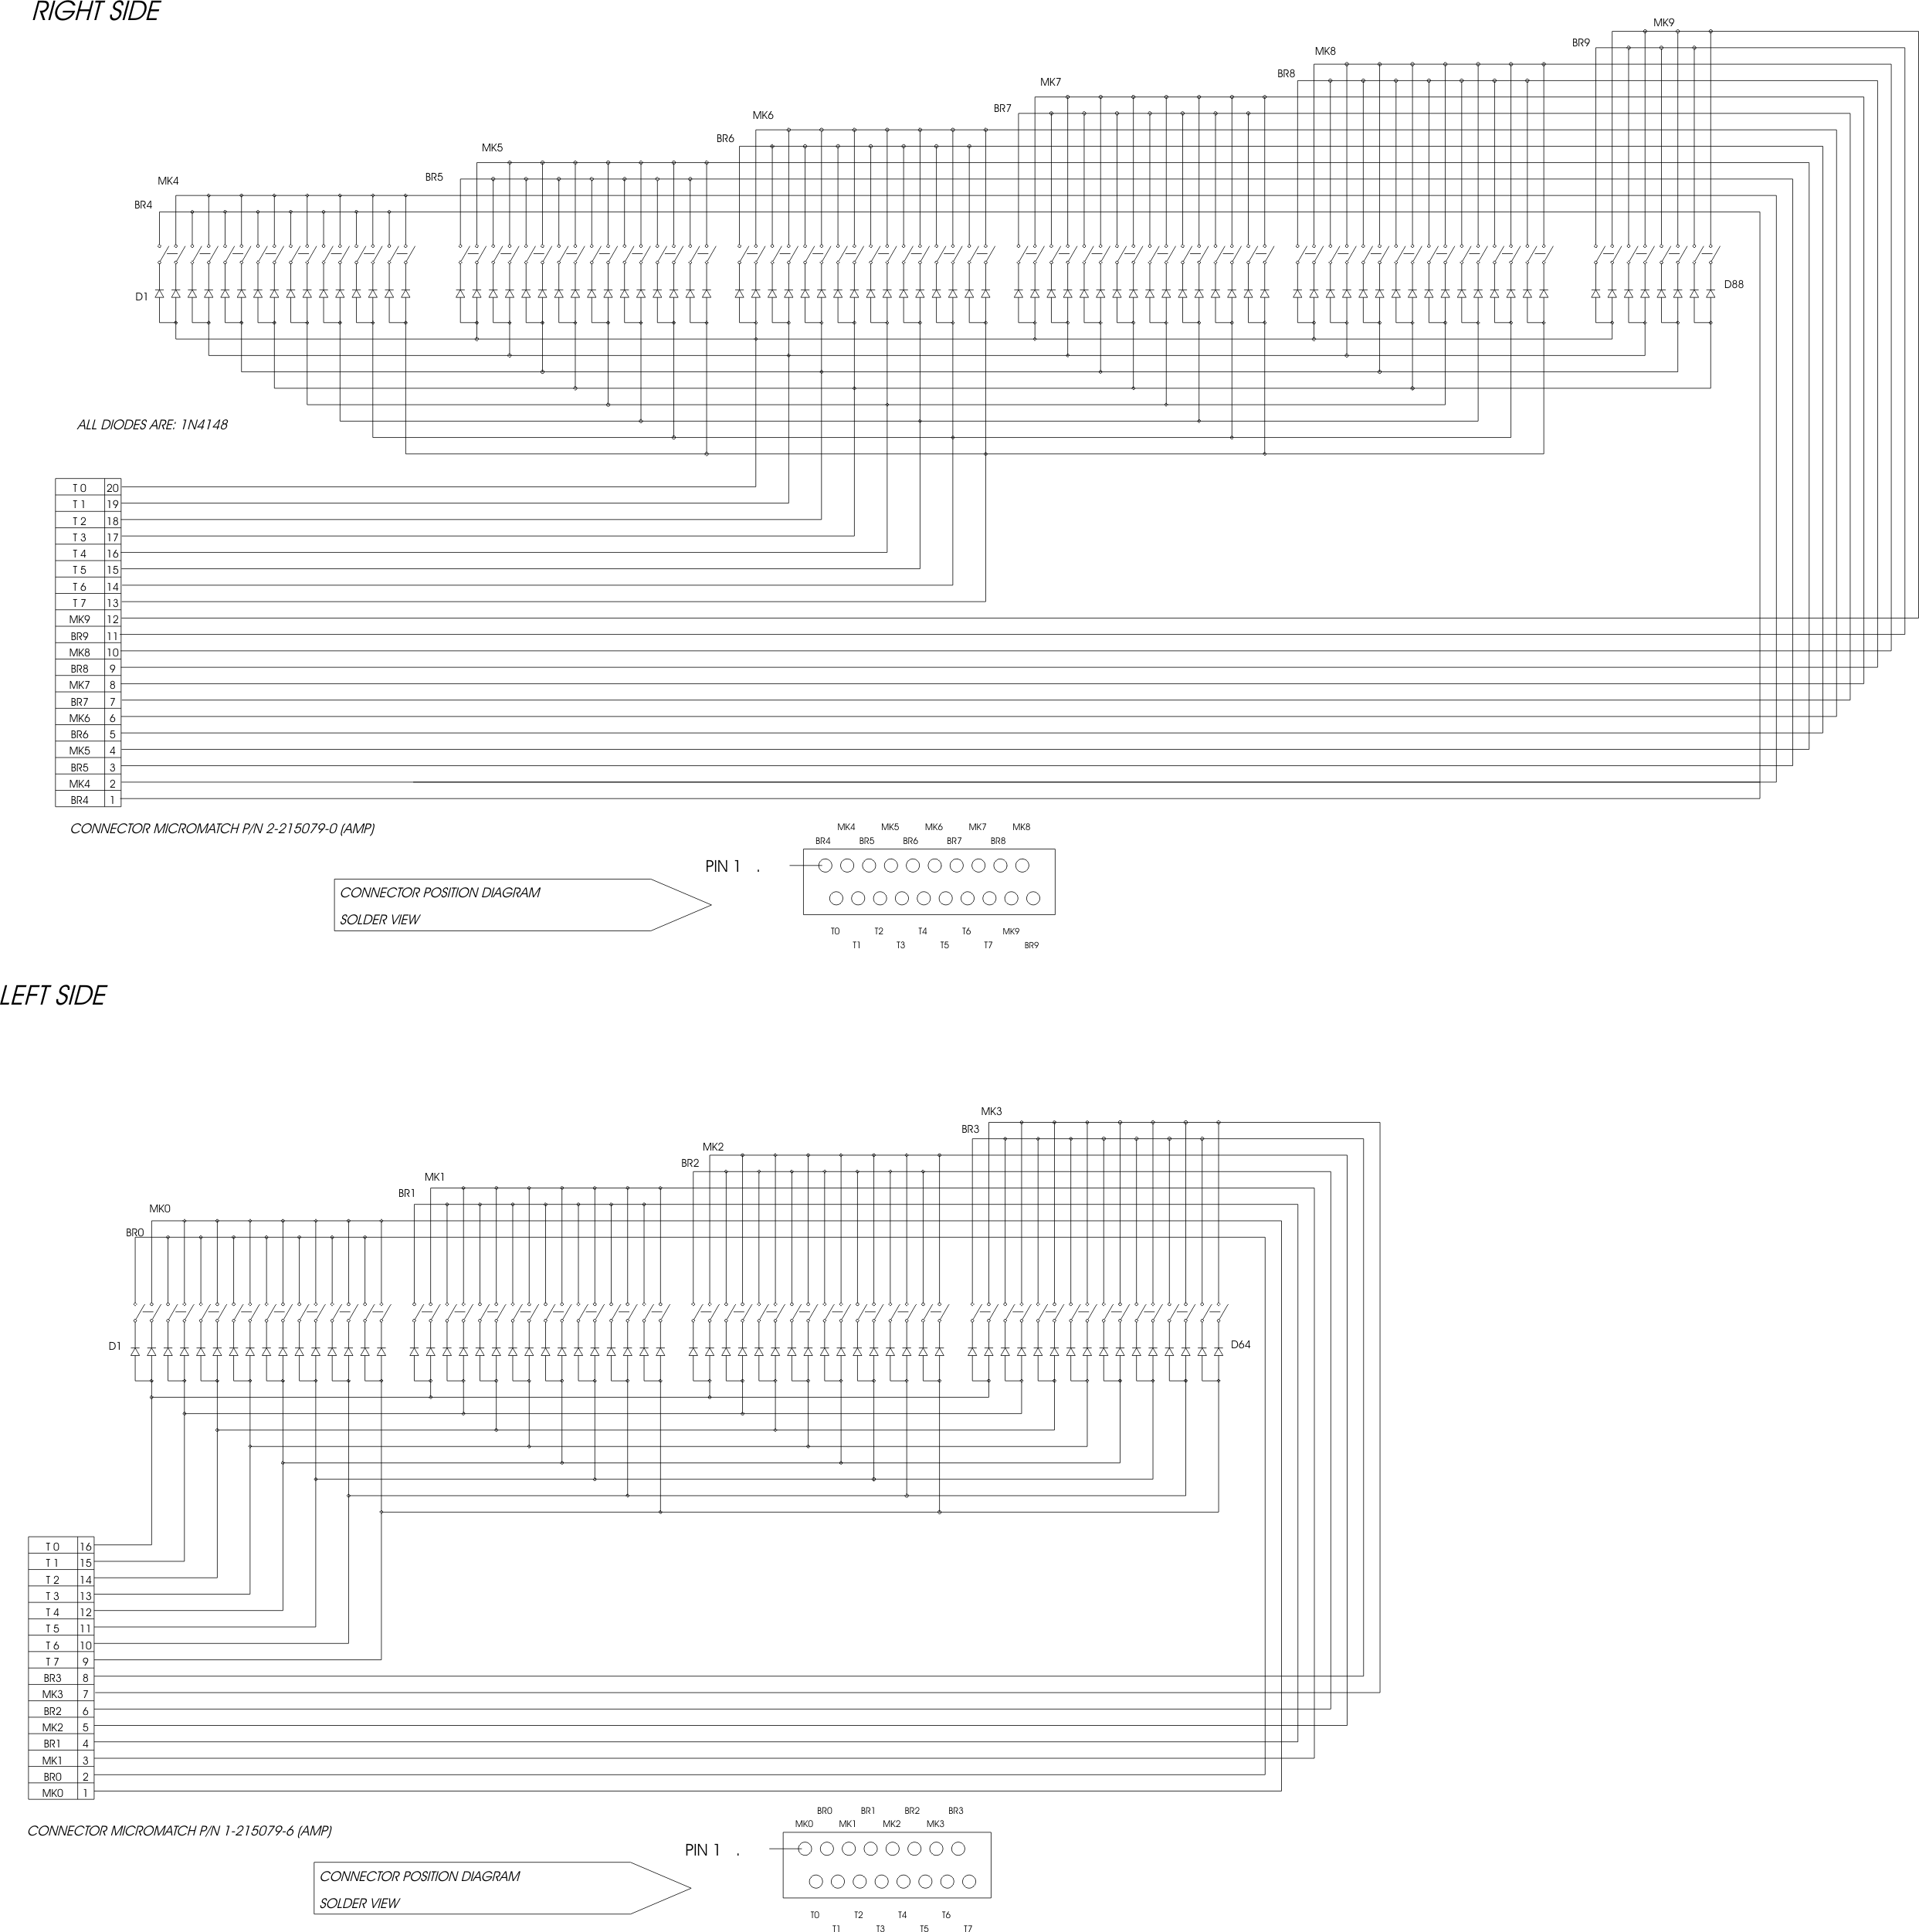 RIGHT SIDE
MK9
BR9
MK8
BR8
MK7
BR7
MK6
BR6
MK5
BR5
MK4
BR4
D1
D88
ALL DIODES ARE: 1N4148
T 0 20
T 1 19
T 2 18
T 3 17
T 4 16
T 5 15
T 6 14
T 7 13
MK9 12
BR9 11
MK8 10
BR8 9
MK7 8
BR7 7
MK6 6
BR6 5
MK5 4
BR5 3
MK4 2
BR4 1
CONNECTOR MICROMATCH P/N 2-215079-0 (AMP)
MK4 MK5 MK6 MK7 MK8
BR4 BR5 BR6 BR7 BR8
PIN 1 .
CONNECTOR POSITION DIAGRAM
SOLDER VIEW
T0 T2 T4 T6 MK9
T1 T3 T5 T7 BR9
LEFT SIDE
MK3
BR3
MK2
BR2
MK1
BR1
MK0
BR0
D1
D64
T 0 16
T 1 15
T 2 14
T 3 13
T 4 12
T 5 11
T 6 10
T 7 9
BR3 8
MK3 7
BR2 6
MK2 5
BR1 4
MK1 3
BR0 2
MK0 1
CONNECTOR MICROMATCH P/N 1-215079-6 (AMP)
BR0 BR1 BR2 BR3
MK0 MK1 MK2 MK3
PIN 1 .
CONNECTOR POSITION DIAGRAM
SOLDER VIEW
T0 T2 T4 T6
T1 T3 T5 T7